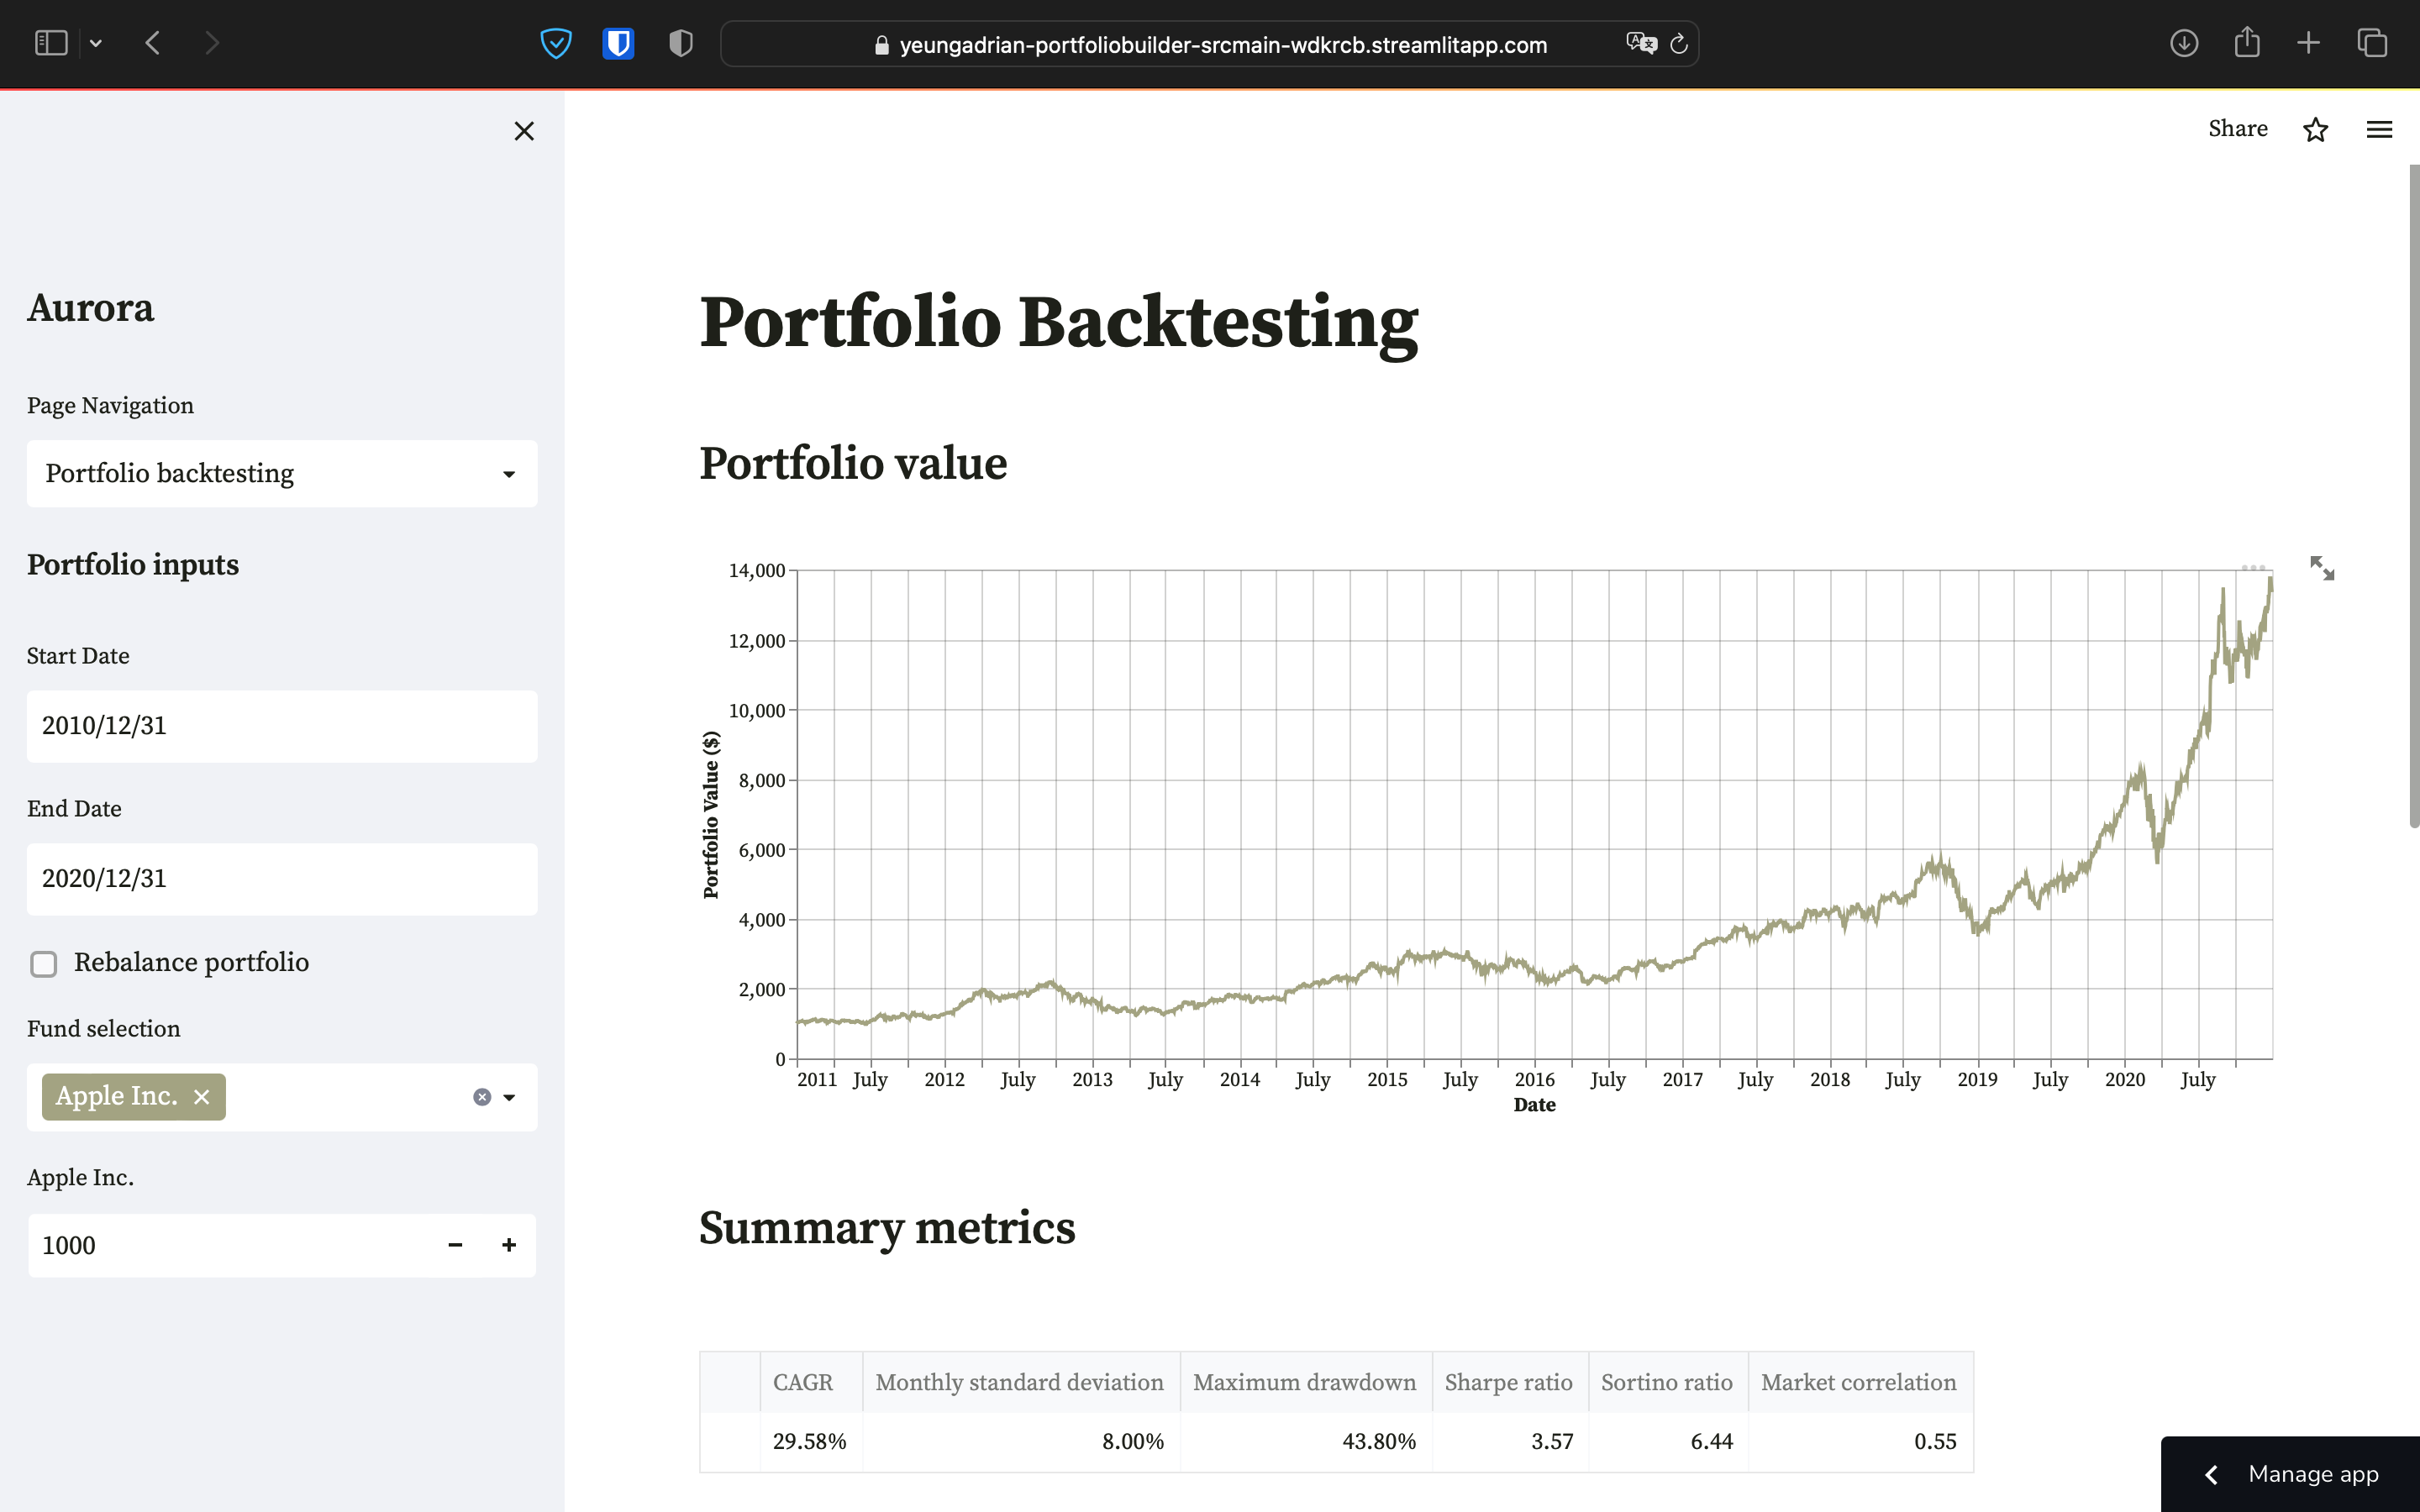 yeungadrian-portfoliobuilder-srcmain-wdkrcb.streamlitapp.com
Share
Aurora
Page Navigation
Portfolio backtesting
Portfolio inputs
Start Date
2010/12/31
End Date
2020/12/31
Rebalance portfolio
Fund selection
Apple Inc.
Apple Inc.
1000
Portfolio Backtesting
Portfolio value
14,000
12,000
10,000
8,000
6,000
4,000
2,000
0
Portfolio Value ($)
2011 July 2012 July 2013 July 2014 July 2015 July 2016 July 2017 July 2018 July 2019 July 2020 July
Date
Summary metrics
CAGR Monthly standard deviation Maximum drawdown Sharpe ratio Sortino ratio Market correlation
29.58% 8.00% 43.80% 3.57 6.44 0.55
Manage app